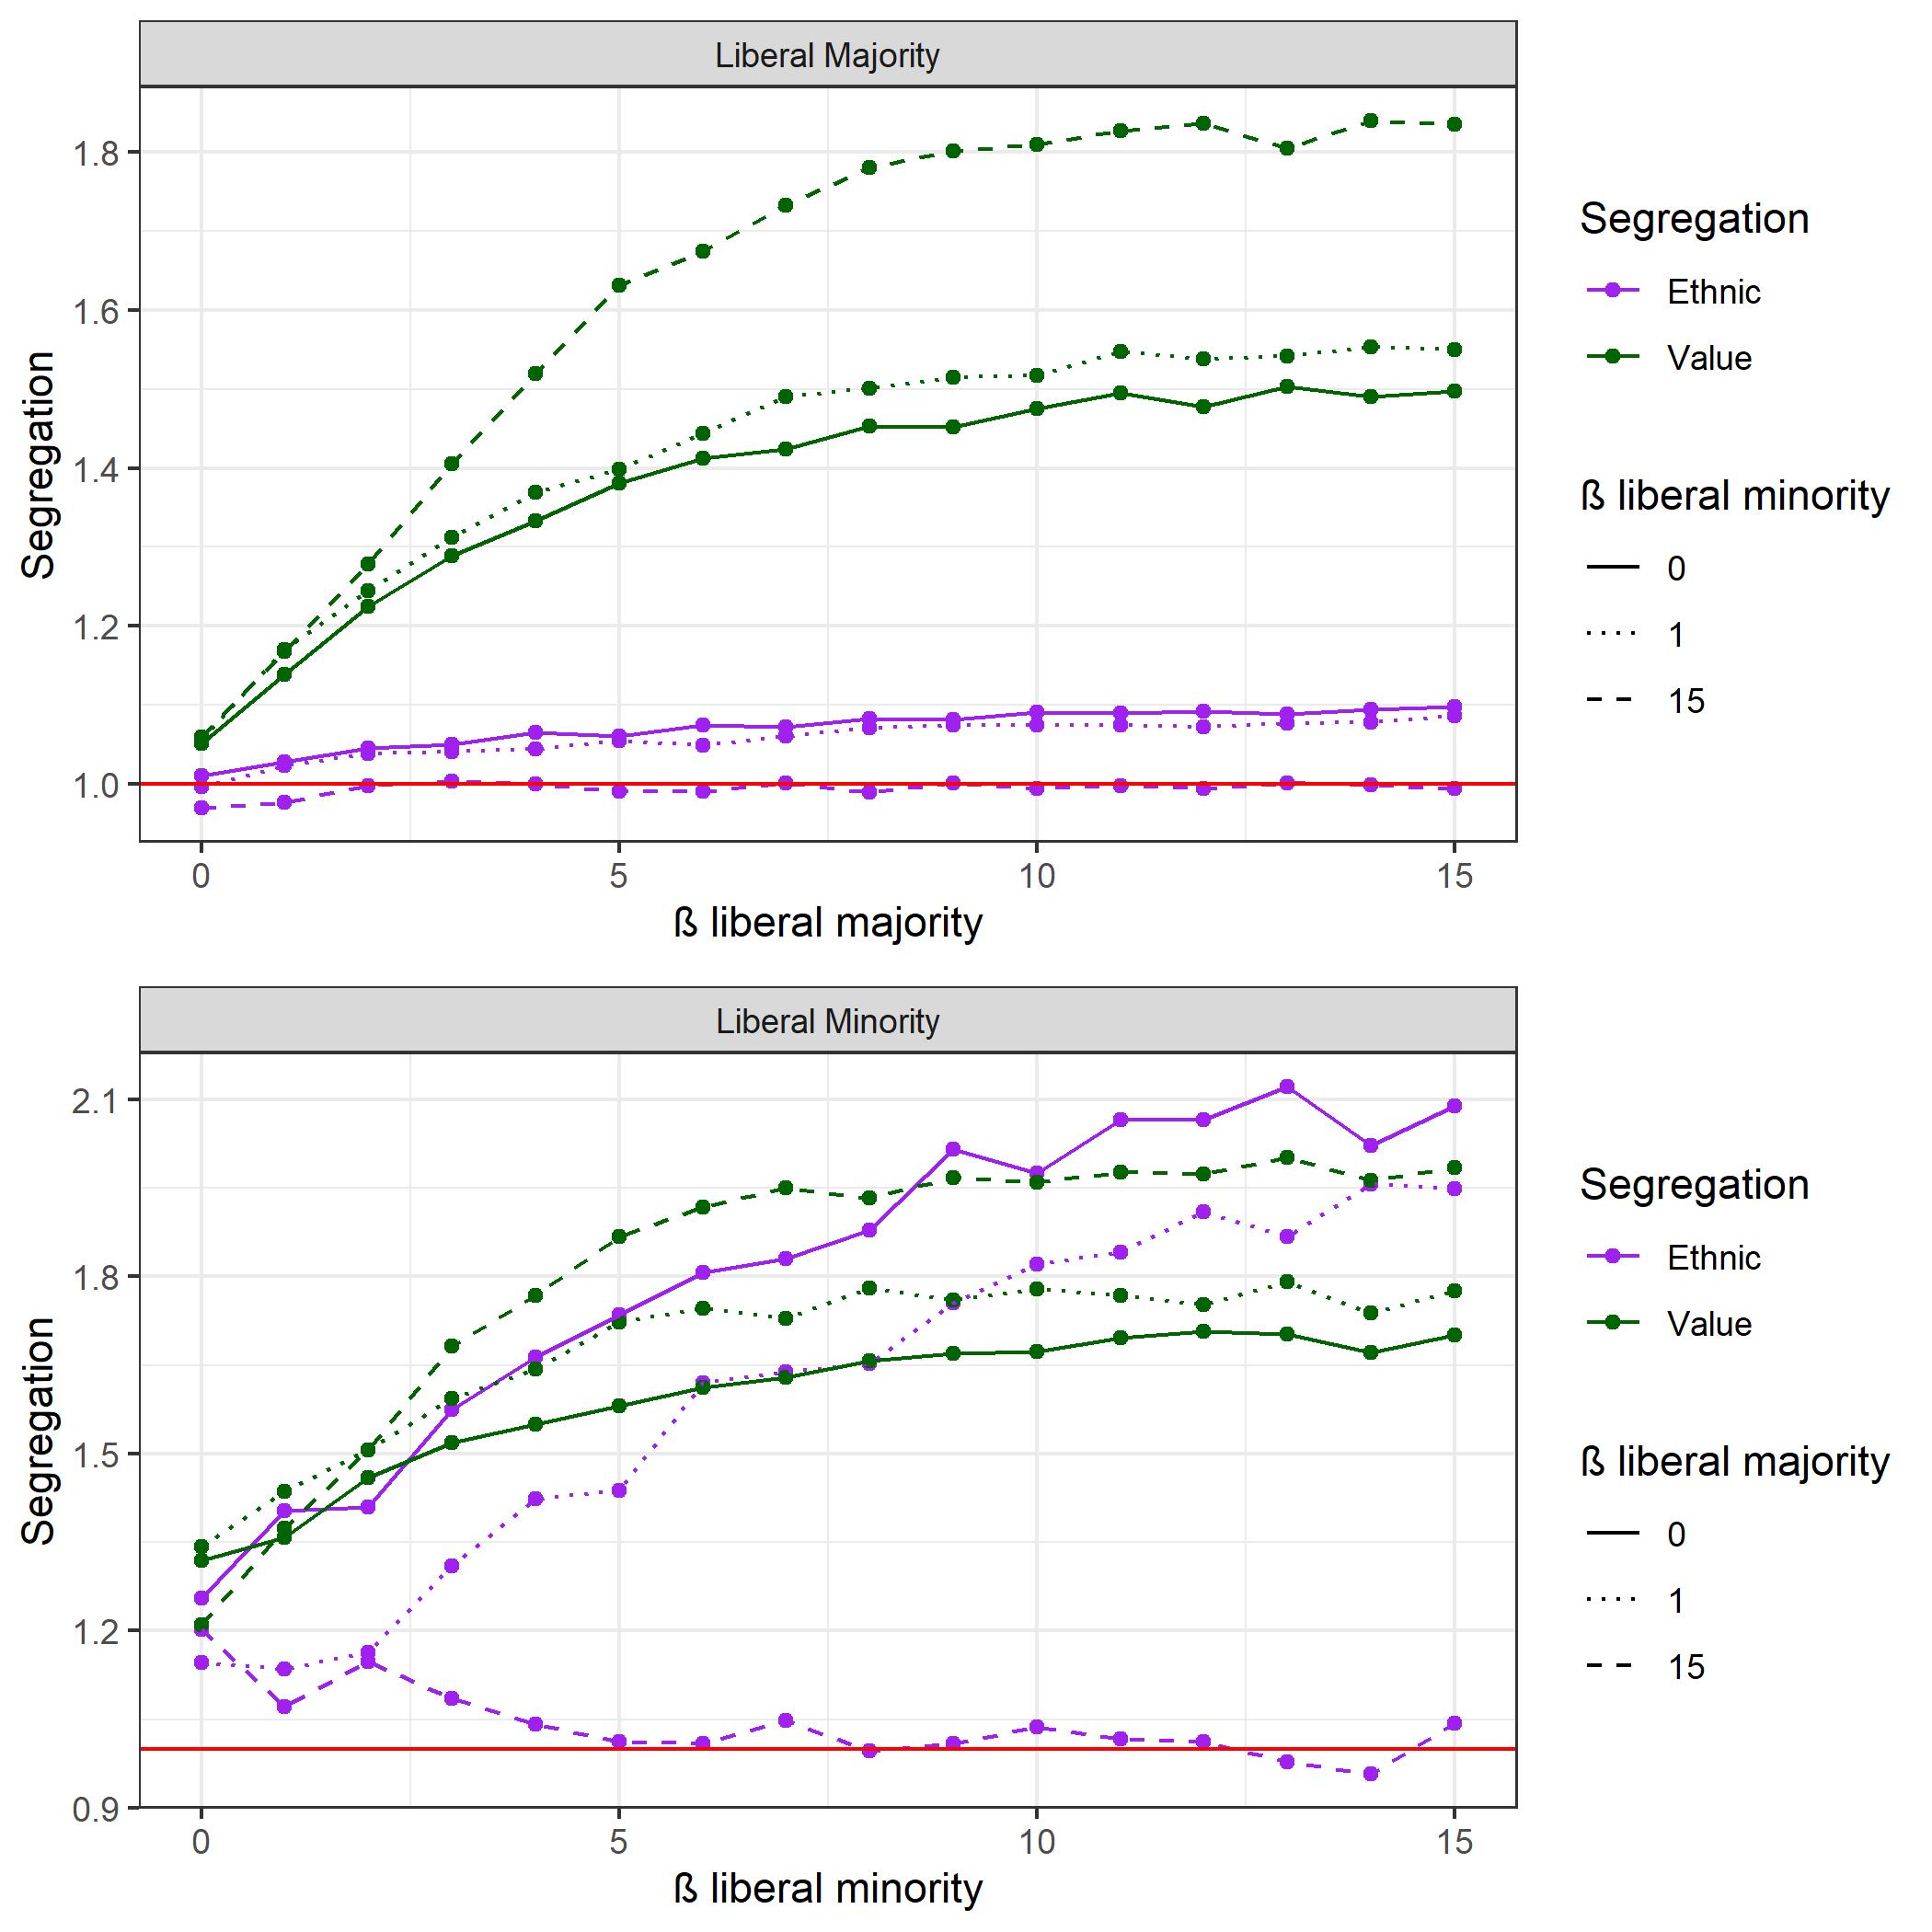 Liberal Majority
1.8
1.6
1.4
1.2
1.0
Segregation
0 5 10 15
ß liberal majority
Segregation
Ethnic
Value
ß liberal minority
0
1
15
Liberal Minority
2.1
1.8
1.5
1.2
0.9
Segregation
0 5 10 15
ß liberal minority
Segregation
Ethnic
Value
ß liberal majority
0
1
15